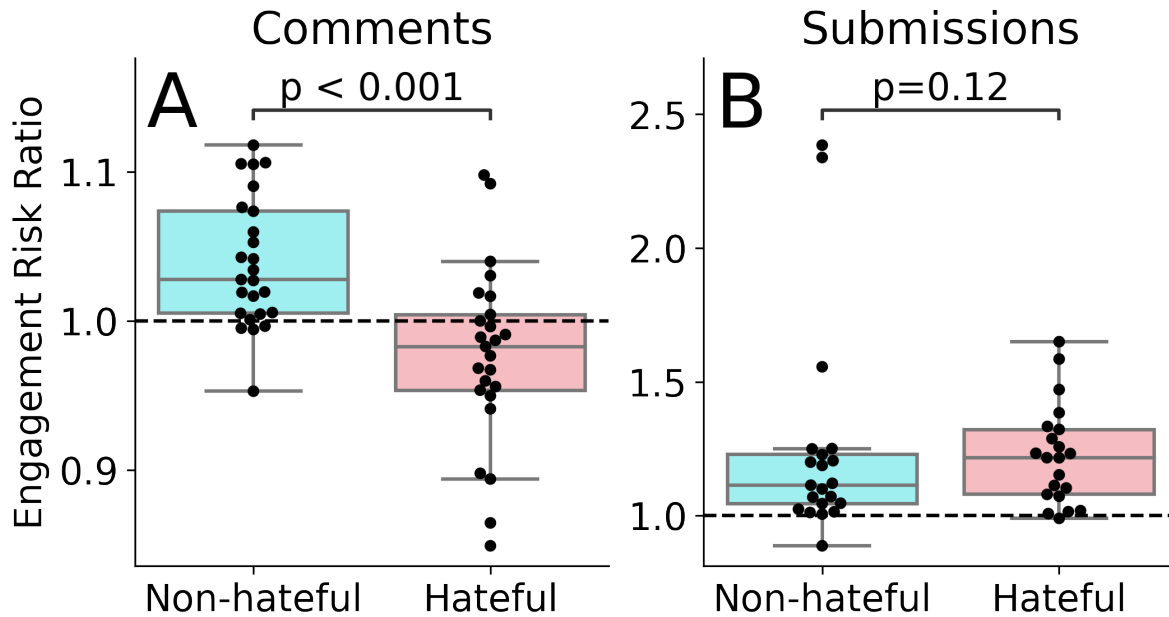 Comments
Submissions
A
p < 0.001
B
p=0.12
Engagement Risk Ratio
1.1
1.0
0.9
2.5
2.0
1.5
1.0
Non-hateful
Hateful
Non-hateful
Hateful